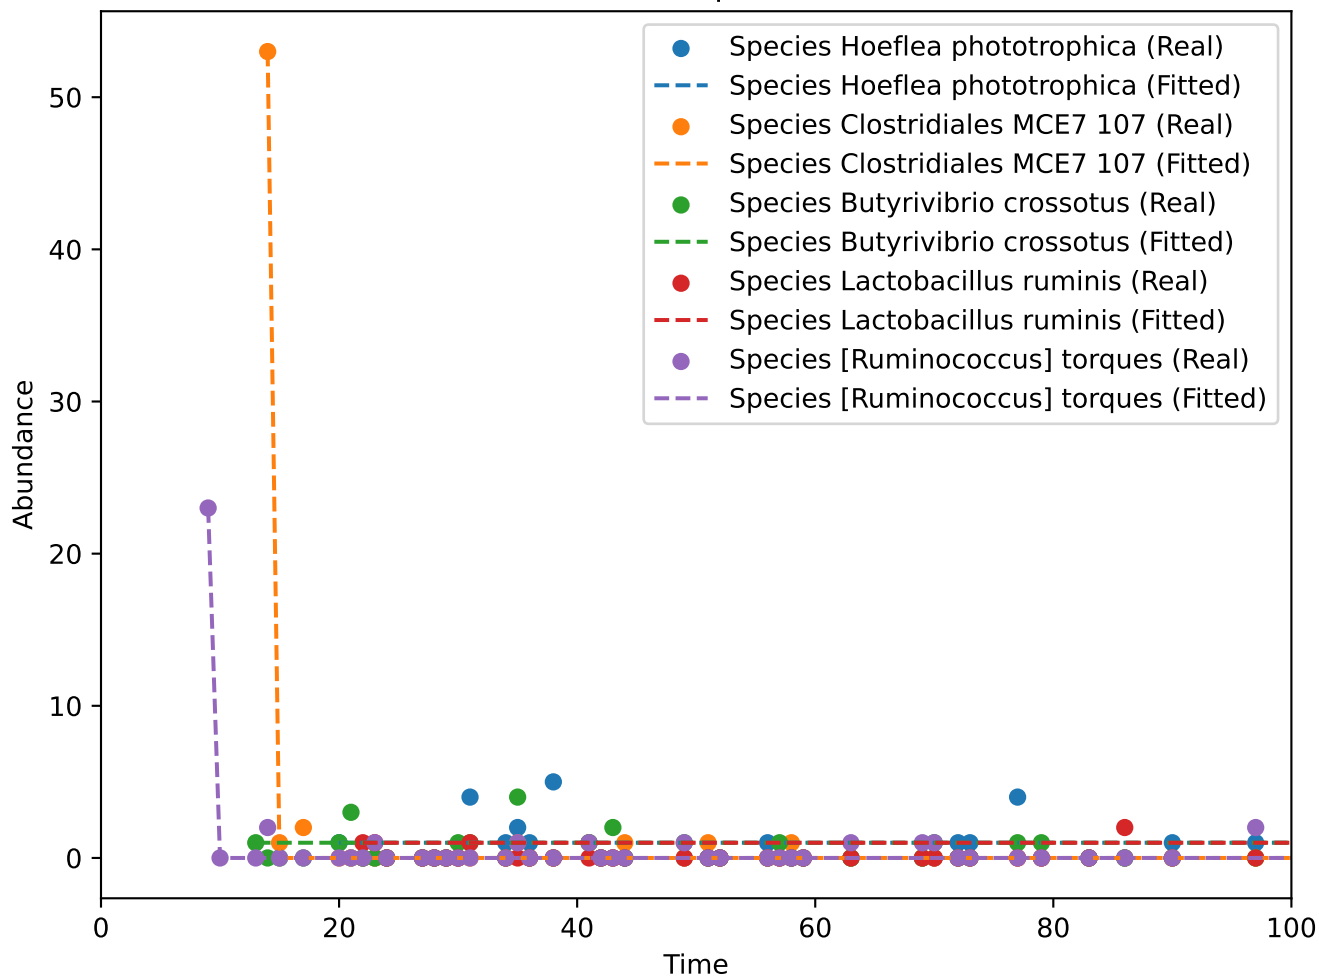 50
40
30
20
10
0
Abundance
0 20 40 60 80 100
Time
Species Hoeflea phototrophica (Real)
Species Hoeflea phototrophica (Fitted)
Species Clostridiales MCE7 107 (Real)
Species Clostridiales MCE7 107 (Fitted)
Species Butyrivibrio crossotus (Real)
Species Butyrivibrio crossotus (Fitted)
Species Lactobacillus ruminis (Real)
Species Lactobacillus ruminis (Fitted)
Species [Ruminococcus] torques (Real)
Species [Ruminococcus] torques (Fitted)